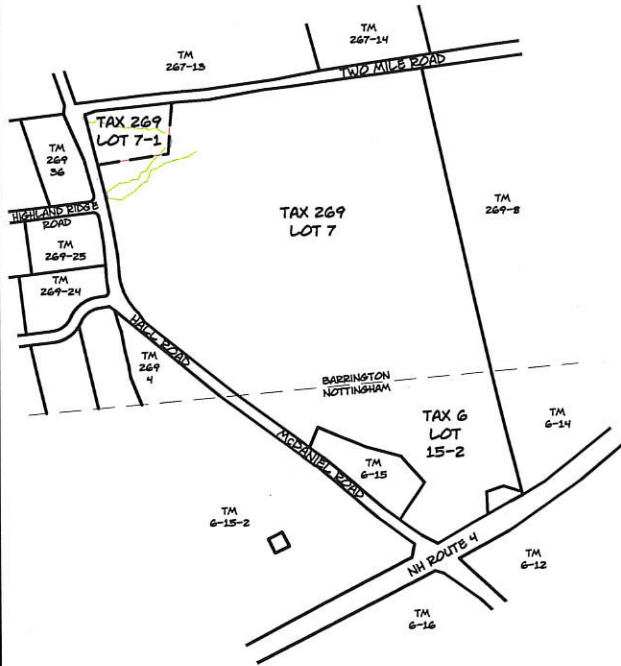 TM
267-14
TM
267-13
TWO MILE ROAD
TAX 269
LOT 7-1
TM
269
36
TM
269-8
HIGHLAND RIDGE
ROAD
TAX 269
LOT 7
TM
269-25
TM
269-24
HALL ROAD
TM
269
4
BARRINGTON
NOTTINGHAM
TAX 6
LOT
15-2
TM
6-14
McDANIEL ROAD
TM
6-15
TM
6-15-2
NH ROUTE 4
TM
6-12
TM
6-16